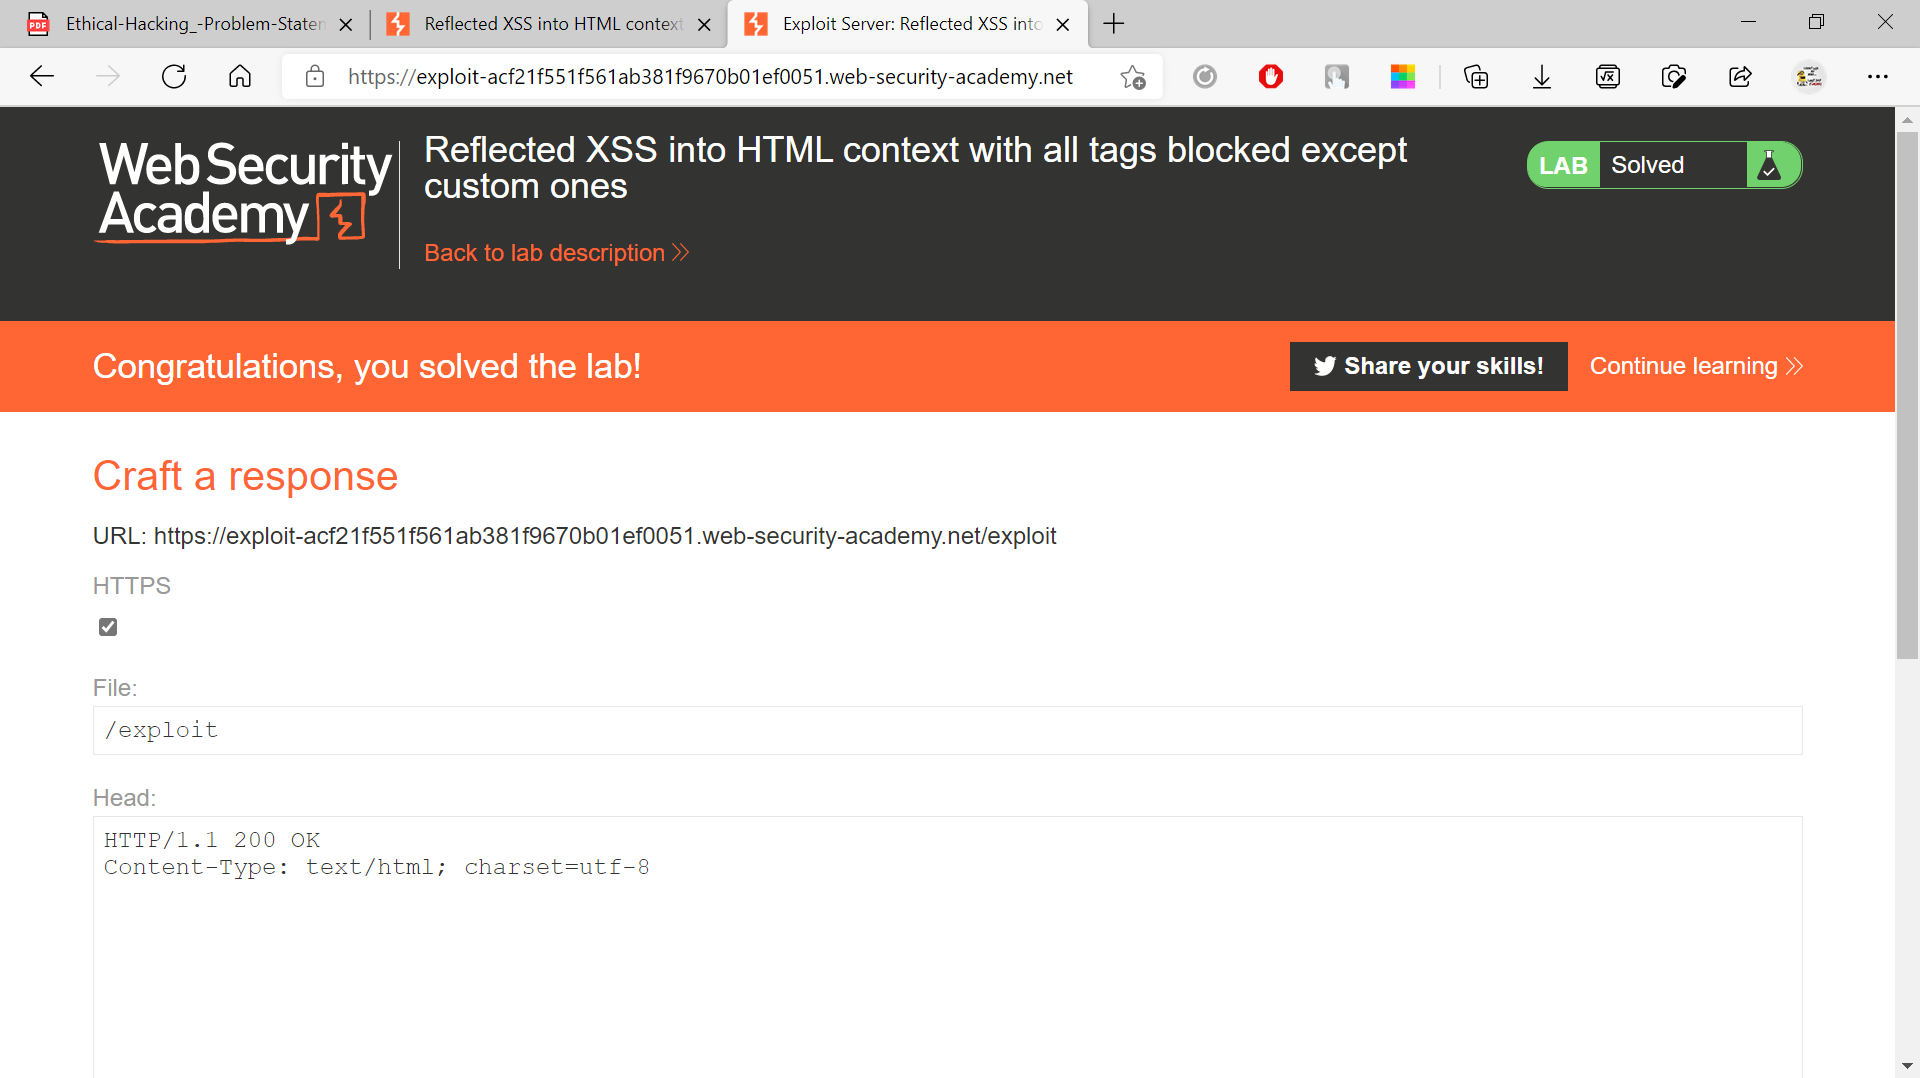 PDF
Ethical-Hacking_-Problem-Staten
Reflected XSS into HTML context
Exploit Server: Reflected XSS into
https://exploit-acf21f551f561ab381f9670b01ef0051.web-security-academy.net
Web Security
Academy
Reflected XSS into HTML context with all tags blocked except
custom ones
Back to lab description
LAB
Solved
Congratulations, you solved the lab!
Share your skills!
Continue learning
Craft a response
URL: https://exploit-acf21f551f561ab381f9670b01ef0051.web-security-academy.net/exploit
HTTPS
File:
/exploit
Head:
HTTP/1.1 200 OK
Content-Type: text/html; charset=utf-8